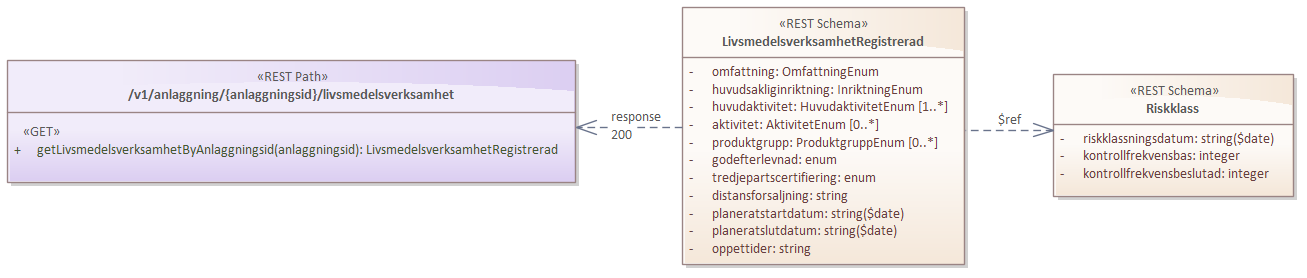 «REST Path»
/v1/anlaggning/{anlaggningsid}/livsmedelsverksamhet
«GET»
+ getLivsmedelsverksamhetByAnlaggningsid(anlaggningsid): LivsmedelsverksamhetRegistrerad
response
200
«REST Schema»
LivsmedelsverksamhetRegistrerad
- omfattning: OmfattningEnum
- huvudsakliginriktning: InriktningEnum
- huvudaktivitet: HuvudaktivitetEnum [1..*]
- aktivitet: AktivitetEnum [0..*]
- produktgrupp: ProduktgruppEnum [0..*]
- godefterlevnad: enum
- tredjepartscertifiering: enum
- distansforsaljning: string
- planeratstartdatum: string($date)
- planeratslutdatum: string($date)
- oppettider: string
$ref
«REST Schema»
Riskklass
- riskklassningsdatum: string($date)
- kontrollfrekvensbas: integer
- kontrollfrekvensbeslutad: integer